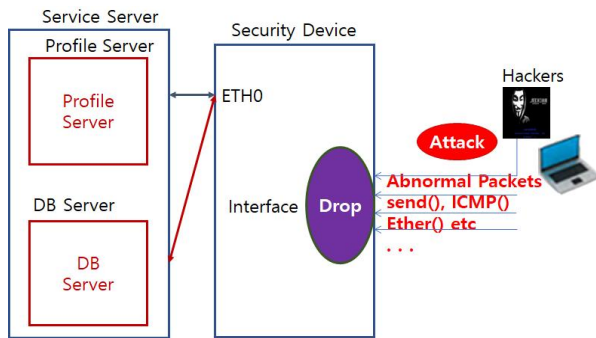 Service Server
Profile Server
Profile
Server
DB Server
DB
Server
Security Device
ETH0
Interface
Drop
Hackers
Attack
Abnormal Packets
send(), ICMP()
Ether() etc
. . .